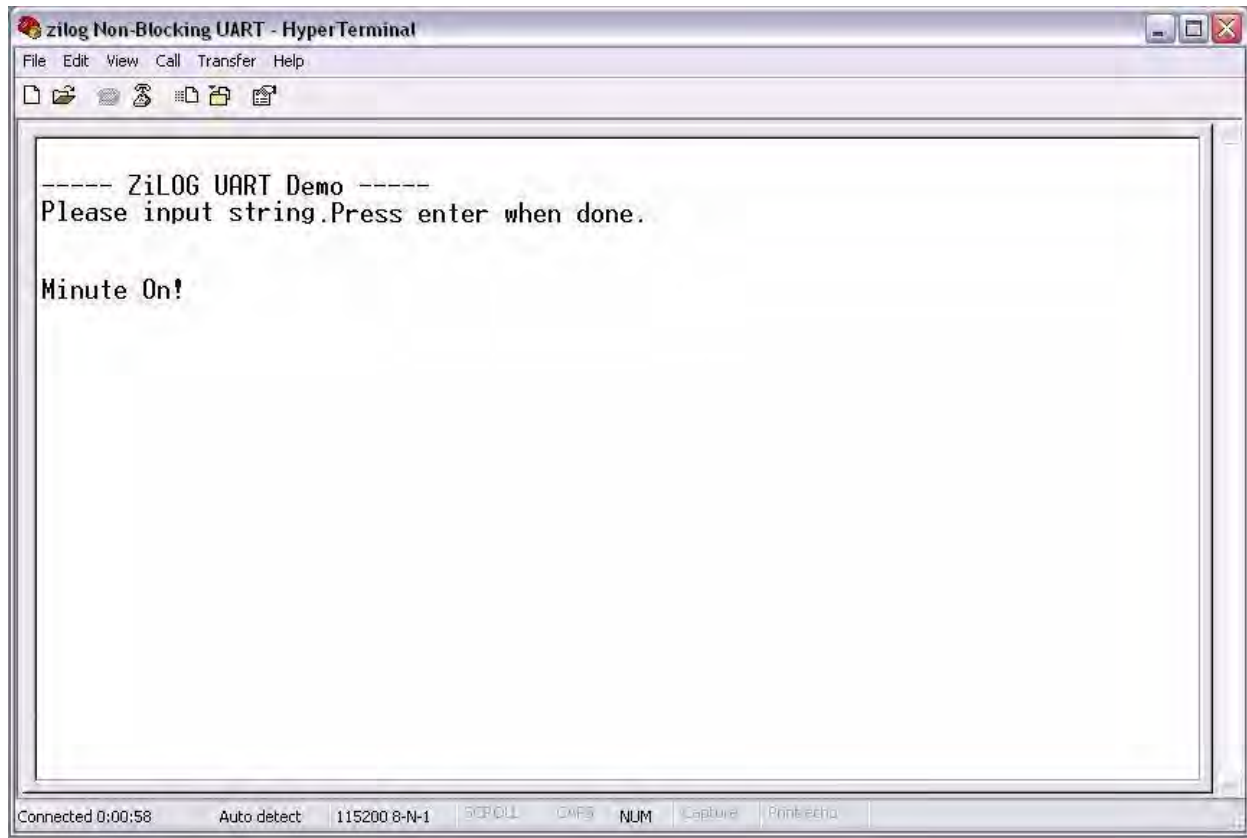 zilog Non-Blocking UART - HyperTerminal
File Edit View Call Transfer Help
----- ZiLOG UART Demo -----
Please input string.Press enter when done.
Minute On!
Connected 0:00:58 Auto detect 115200 8-N-1 SCROLL CAPS NUM Capture Print echo